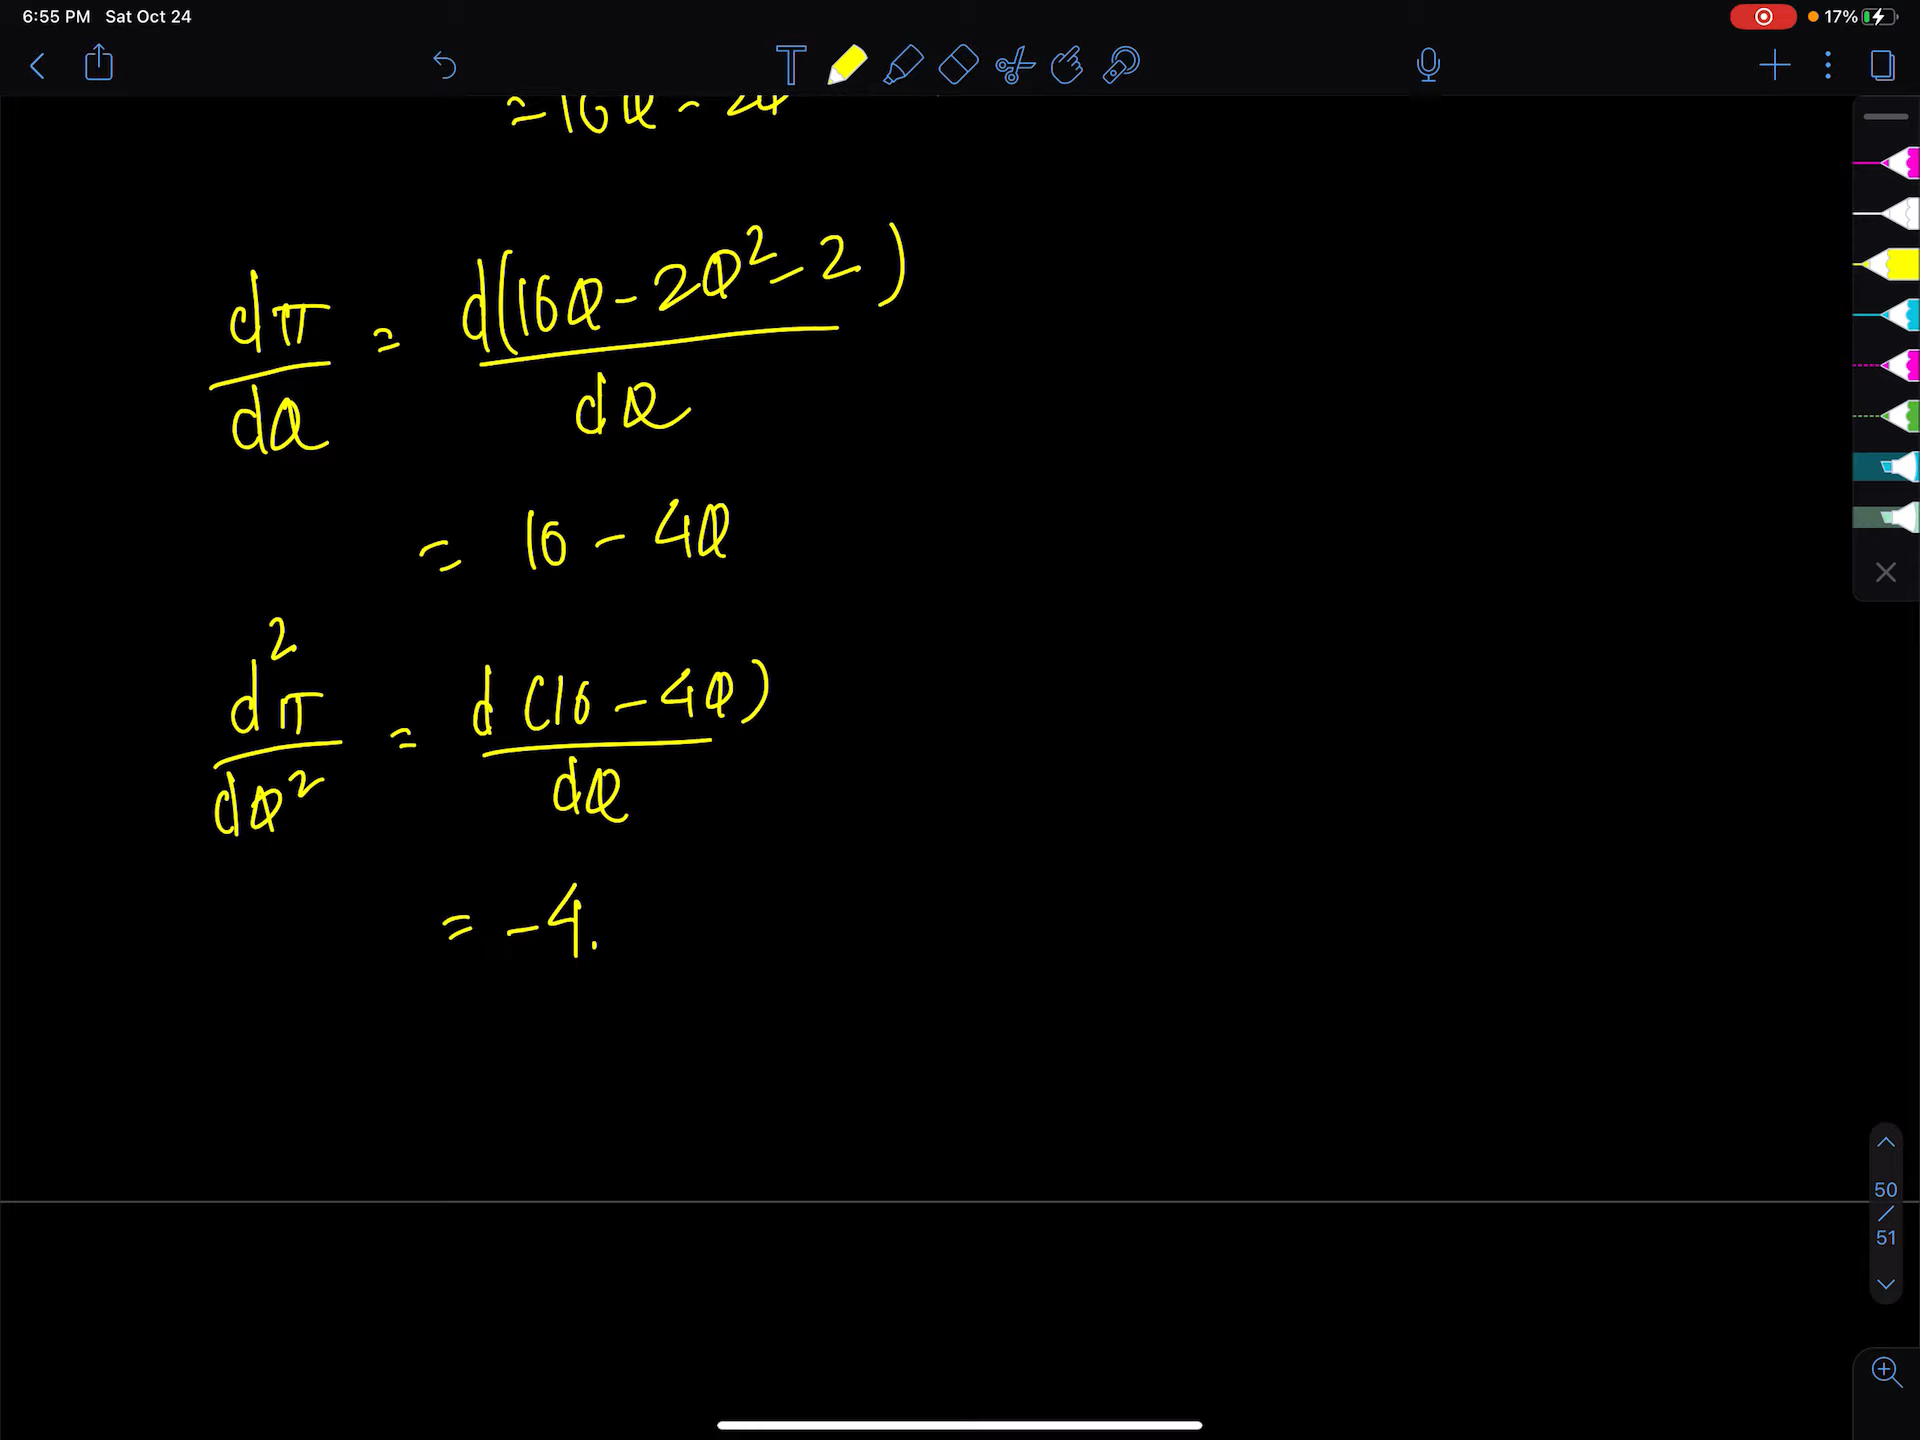 6:55 PM Sat Oct 24
17%
dπ/dQ = d(16Q - 2Q² - 2)/dQ
= 16 - 4Q
d²π/dQ² = d(16 - 4Q)/dQ
= -4.
50
/
51